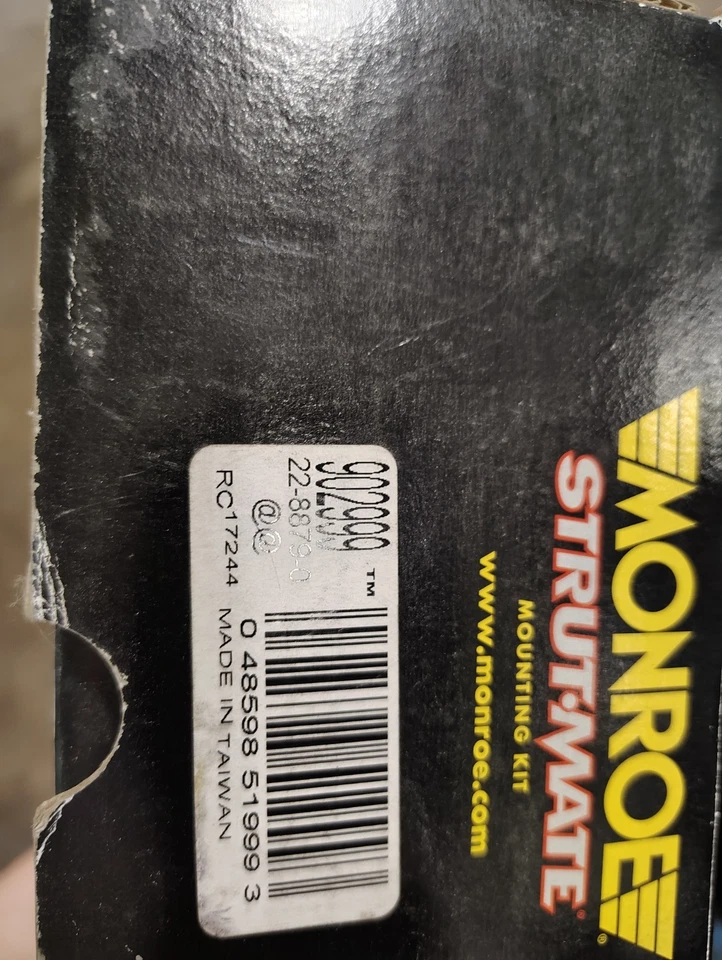 MONROE®
STRUT•MATE®
MOUNTING KIT
www.monroe.com
902999 ™
22-8879-0
@@
0 48598 51999 3
RC17244 MADE IN TAIWAN